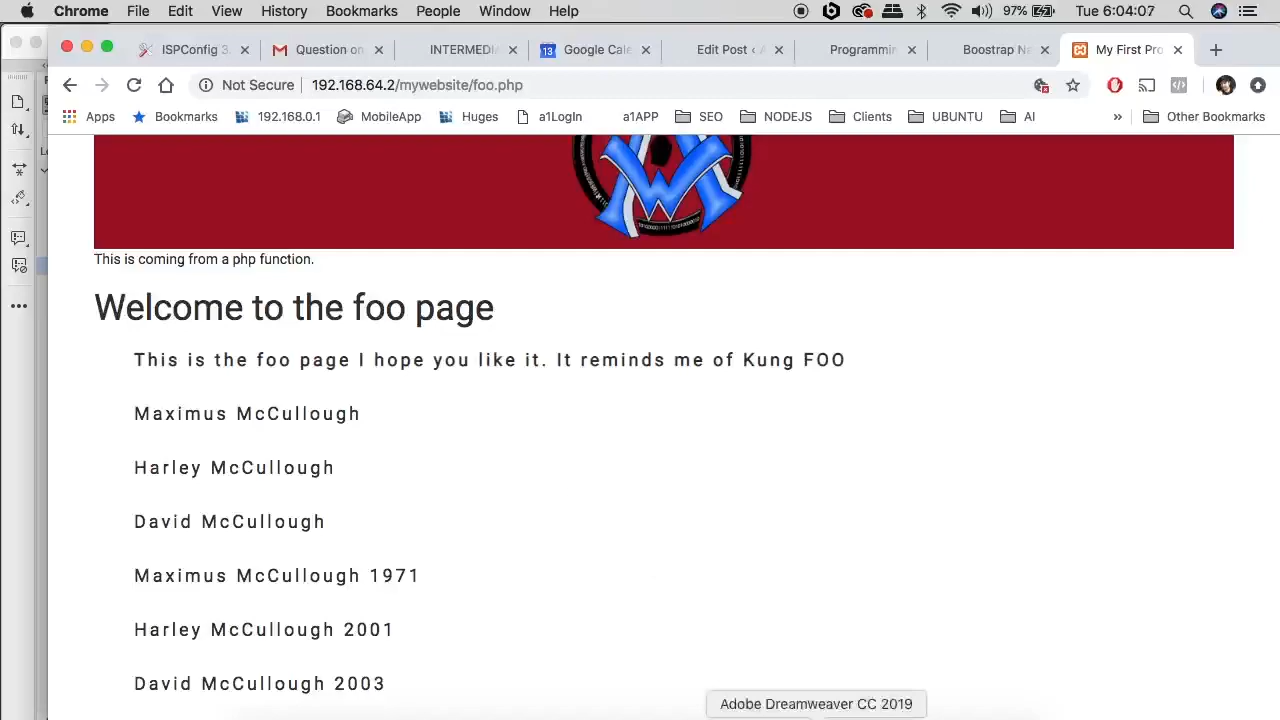 Chrome File Edit View History Bookmarks People Window Help 97% Tue 6:04:07
ISPConfig 3. Question on INTERMEDI 13 Google Cale Edit Post ‹ Programmin Boostrap Ne My First Pro
Not Secure 192.168.64.2/mywebsite/foo.php
Apps Bookmarks 192.168.0.1 MobileApp Huges a1LogIn a1APP SEO NODEJS Clients UBUNTU AI » Other Bookmarks
This is coming from a php function.
Welcome to the foo page
This is the foo page I hope you like it. It reminds me of Kung FOO
Maximus McCullough
Harley McCullough
David McCullough
Maximus McCullough 1971
Harley McCullough 2001
David McCullough 2003
Adobe Dreamweaver CC 2019